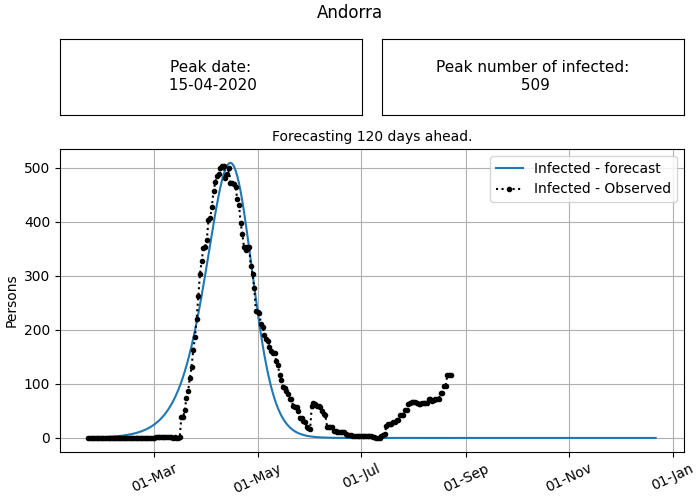 Andorra
Peak date:
15-04-2020
Peak number of infected:
509
Forecasting 120 days ahead.
Infected - forecast
Infected - Observed
Persons
500
400
300
200
100
0
01-Mar
01-May
01-Jul
01-Sep
01-Nov
01-Jan